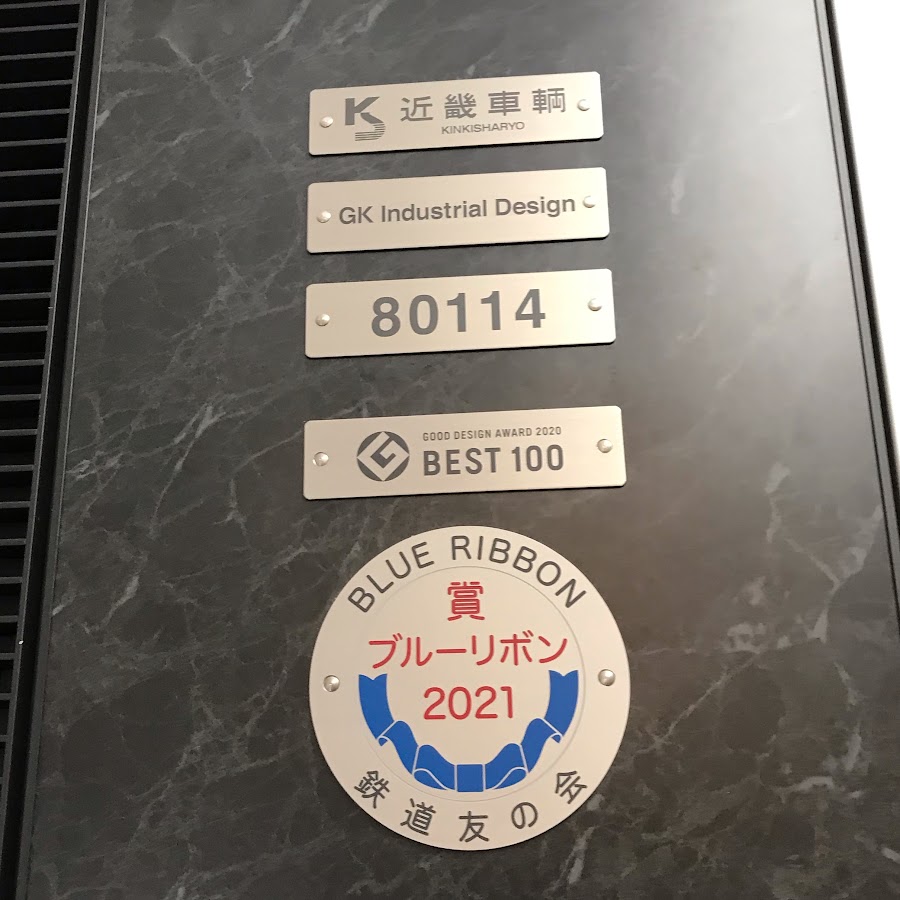 近畿車輌
KINKISHARYO
GK Industrial Design
80114
GOOD DESIGN AWARD 2020
BEST 100
BLUE RIBBON
賞
ブルーリボン
2021
鉄道友の会